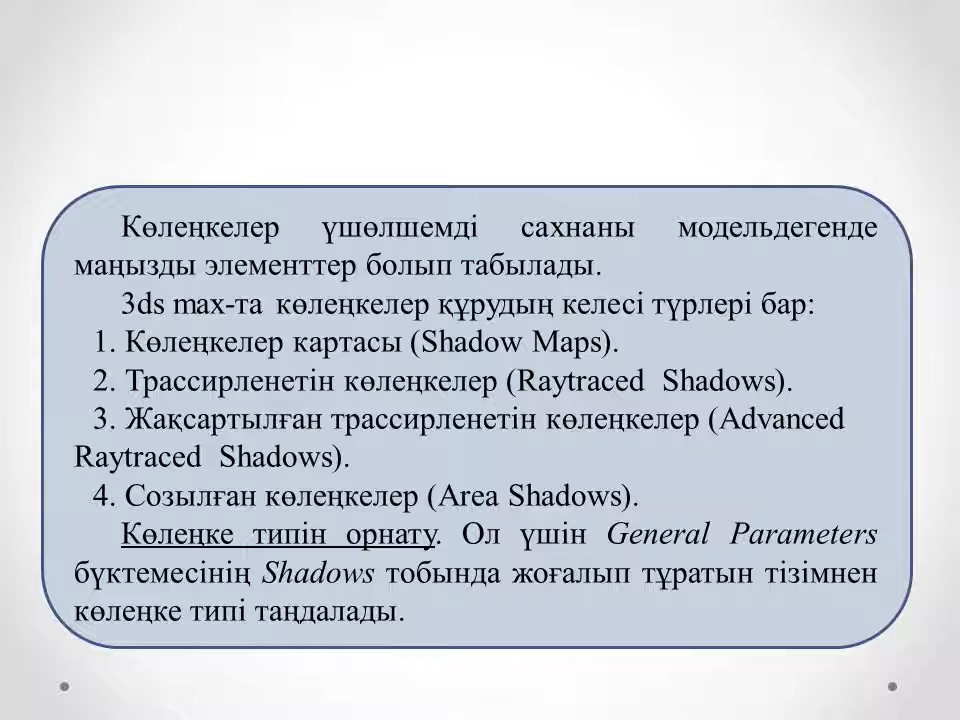 Көлеңкелер үшөлшемді сахнаны модельдегенде
маңызды элементтер болып табылады.
3ds max-та көлеңкелер құрудың келесі түрлері бар:
1. Көлеңкелер картасы (Shadow Maps).
2. Трассирленетін көлеңкелер (Raytraced Shadows).
3. Жақсартылған трассирленетін көлеңкелер (Advanced
Raytraced Shadows).
4. Созылған көлеңкелер (Area Shadows).
Көлеңке типін орнату. Ол үшін General Parameters
бүктемесінің Shadows тобында жоғалып тұратын тізімнен
көлеңке типі таңдалады.